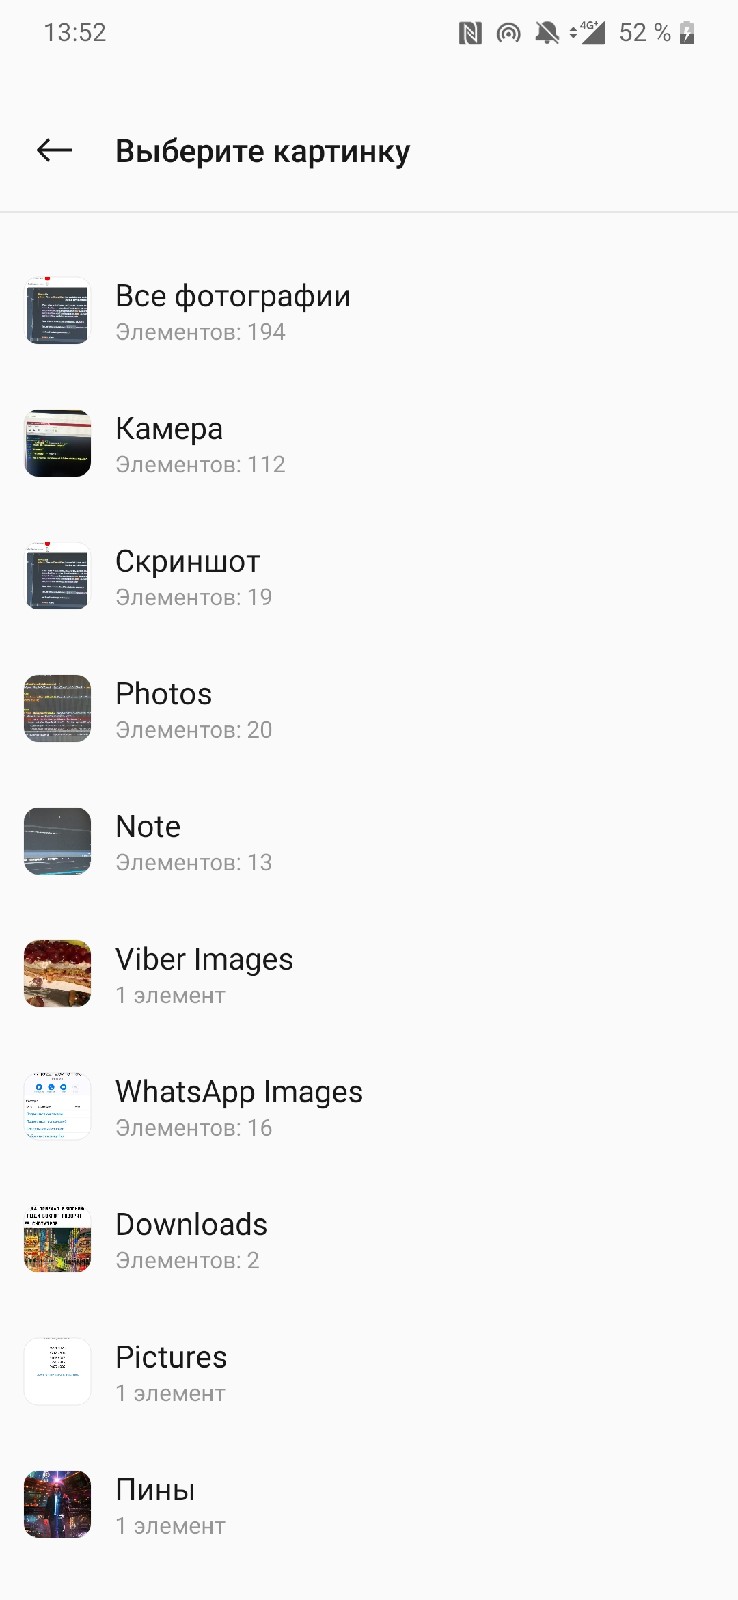 13:52
4G+ 52 %
Выберите картинку
Все фотографии
Элементов: 194
Камера
Элементов: 112
Скриншот
Элементов: 19
Photos
Элементов: 20
Note
Элементов: 13
Viber Images
1 элемент
WhatsApp Images
Элементов: 16
Downloads
Элементов: 2
Pictures
1 элемент
Пины
1 элемент